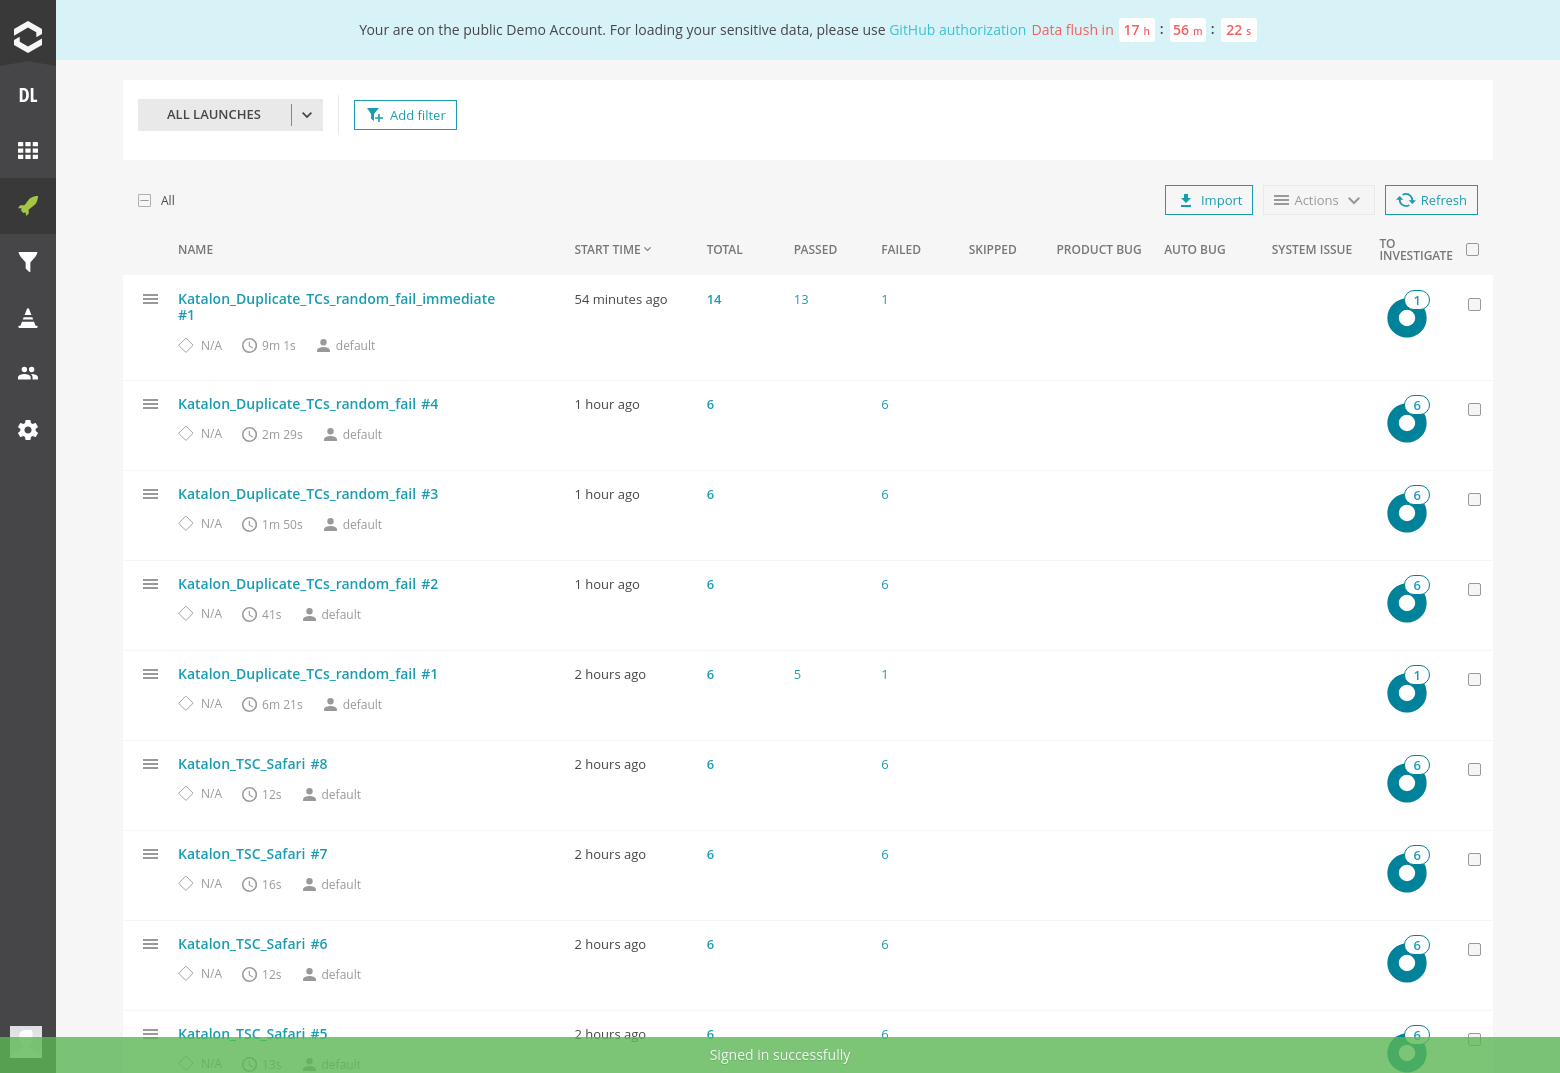 Your are on the public Demo Account. For loading your sensitive data, please use GitHub authorization Data flush in 17 h : 56 m : 22 s
DL
ALL LAUNCHES
Add filter
All
Import
Actions
Refresh
NAME START TIME TOTAL PASSED FAILED SKIPPED PRODUCT BUG AUTO BUG SYSTEM ISSUE TO INVESTIGATE
Katalon_Duplicate_TCs_random_fail_immediate 54 minutes ago 14 13 1 1
#1
N/A 9m 1s default
Katalon_Duplicate_TCs_random_fail #4 1 hour ago 6 6 6
N/A 2m 29s default
Katalon_Duplicate_TCs_random_fail #3 1 hour ago 6 6 6
N/A 1m 50s default
Katalon_Duplicate_TCs_random_fail #2 1 hour ago 6 6 6
N/A 41s default
Katalon_Duplicate_TCs_random_fail #1 2 hours ago 6 5 1 1
N/A 6m 21s default
Katalon_TSC_Safari #8 2 hours ago 6 6 6
N/A 12s default
Katalon_TSC_Safari #7 2 hours ago 6 6 6
N/A 16s default
Katalon_TSC_Safari #6 2 hours ago 6 6 6
N/A 12s default
Katalon_TSC_Safari #5 2 hours ago 6 6 6
N/A 13s default
Signed in successfully